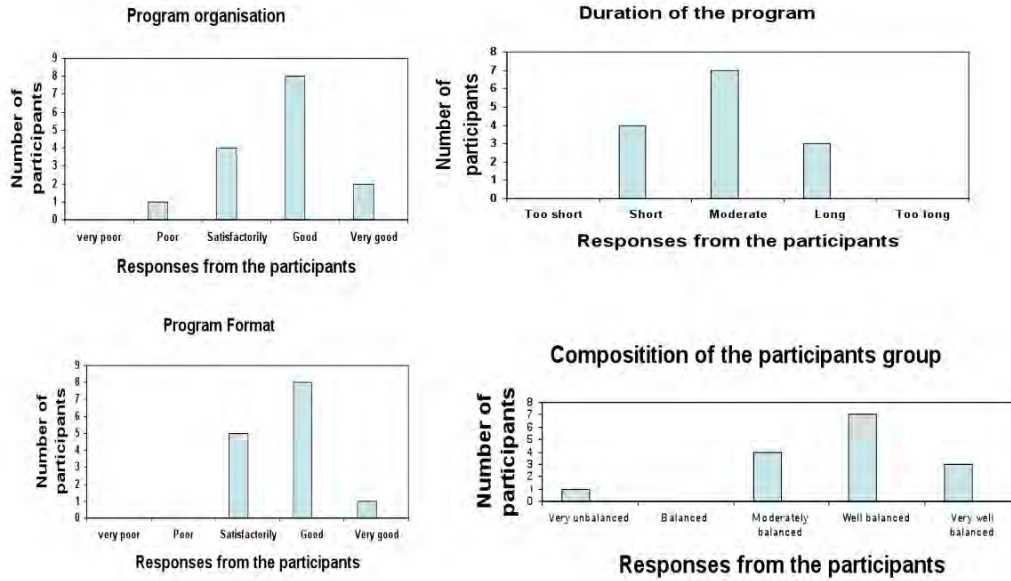 Program organisation
Number of
participants
9
8
7
6
5
4
3
2
1
0
very poor Poor Satisfactorily Good Very good
Responses from the participants
Duration of the program
Number of
participants
8
7
6
5
4
3
2
1
0
Too short Short Moderate Long Too long
Responses from the participants
Program Format
Number of
participants
9
8
7
6
5
4
3
2
1
0
very poor Poor Satisfactorily Good Very good
Responses from the participants
Compositition of the participants group
Number of
participants
8
7
6
5
4
3
2
1
0
Very unbalanced Balanced Moderately Well balanced Very well
balanced balanced
Responses from the participants